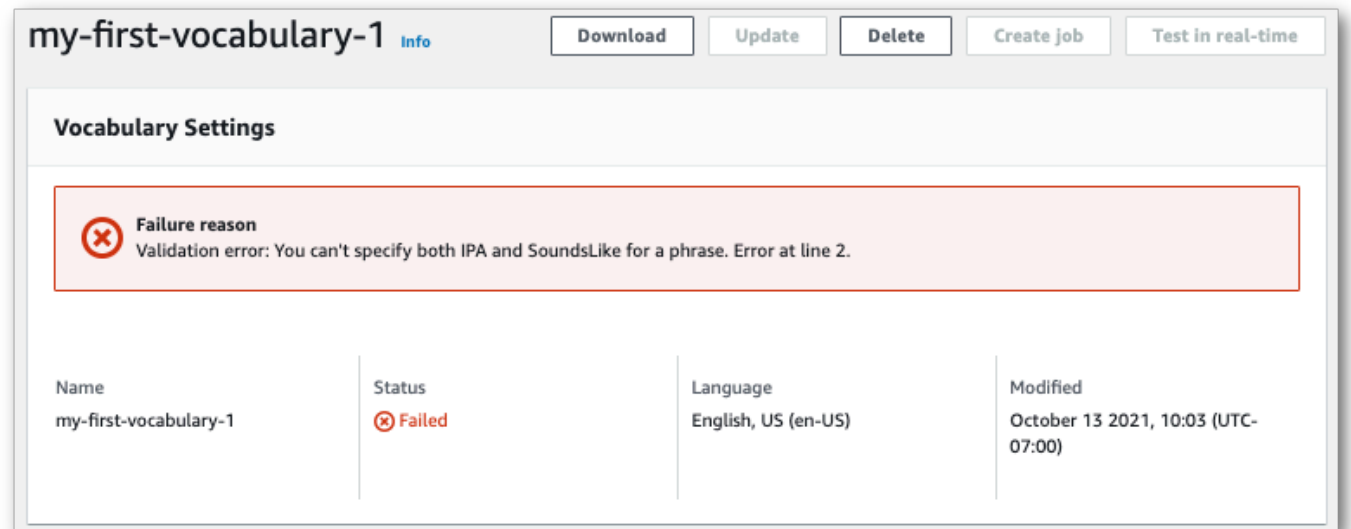 my-first-vocabulary-1 Info Download Update Delete Create job Test in real-time
Vocabulary Settings
Failure reason
Validation error: You can't specify both IPA and SoundsLike for a phrase. Error at line 2.
Name Status Language Modified
my-first-vocabulary-1 Failed English, US (en-US) October 13 2021, 10:03 (UTC-
07:00)